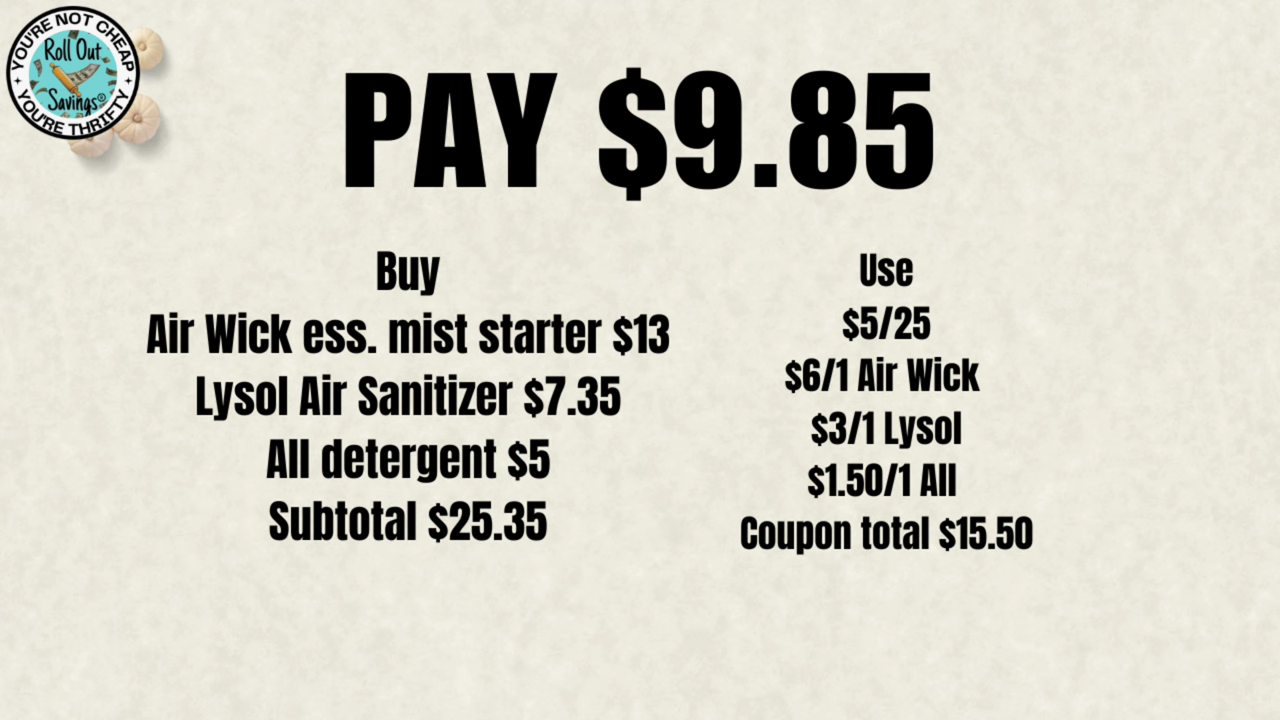 YOU'RE NOT CHEAP
Roll Out
Savings®
YOU'RE THRIFTY
PAY $9.85
Buy
Air Wick ess. mist starter $13
Lysol Air Sanitizer $7.35
All detergent $5
Subtotal $25.35
Use
$5/25
$6/1 Air Wick
$3/1 Lysol
$1.50/1 All
Coupon total $15.50